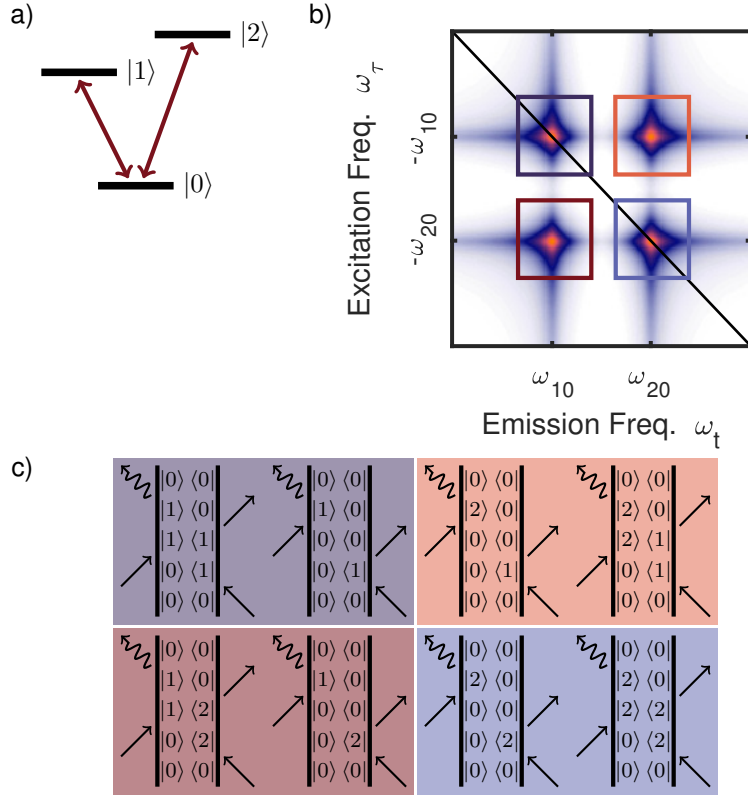 a)
|2⟩
|1⟩
|0⟩
b)
Excitation Freq. ω_τ
-ω_10
-ω_20
ω_10
ω_20
Emission Freq. ω_t
c)
|0⟩ ⟨0| |0⟩ ⟨0| |0⟩ ⟨0| |0⟩ ⟨0|
|1⟩ ⟨0| |1⟩ ⟨0| |2⟩ ⟨0| |2⟩ ⟨0|
|1⟩ ⟨1| |0⟩ ⟨0| |0⟩ ⟨0| |2⟩ ⟨1|
|0⟩ ⟨1| |0⟩ ⟨1| |0⟩ ⟨1| |0⟩ ⟨1|
|0⟩ ⟨0| |0⟩ ⟨0| |0⟩ ⟨0| |0⟩ ⟨0|
|0⟩ ⟨0| |0⟩ ⟨0| |0⟩ ⟨0| |0⟩ ⟨0|
|1⟩ ⟨0| |1⟩ ⟨0| |2⟩ ⟨0| |2⟩ ⟨0|
|1⟩ ⟨2| |0⟩ ⟨0| |0⟩ ⟨0| |2⟩ ⟨2|
|0⟩ ⟨2| |0⟩ ⟨2| |0⟩ ⟨2| |0⟩ ⟨2|
|0⟩ ⟨0| |0⟩ ⟨0| |0⟩ ⟨0| |0⟩ ⟨0|